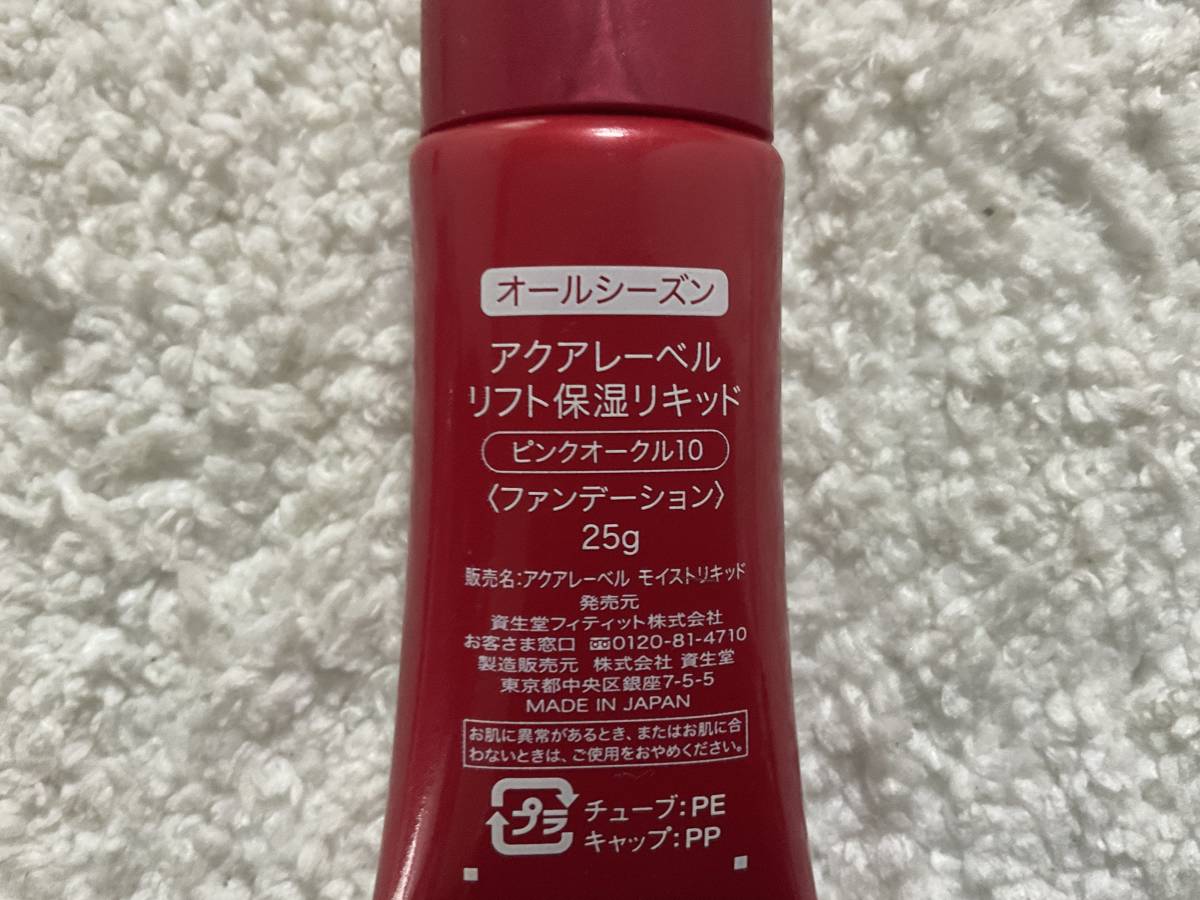 オールシーズン
アクアレーベル
リフト保湿リキッド
ピンクオークル10
〈ファンデーション〉
25g
販売名:アクアレーベル モイストリキッド
発売元
資生堂フィティット株式会社
お客さま窓口 0120-81-4710
製造販売元 株式会社 資生堂
東京都中央区銀座7-5-5
MADE IN JAPAN
お肌に異常があるとき、またはお肌に合
わないときは、ご使用をおやめください。
プラ
チューブ:PE
キャップ:PP